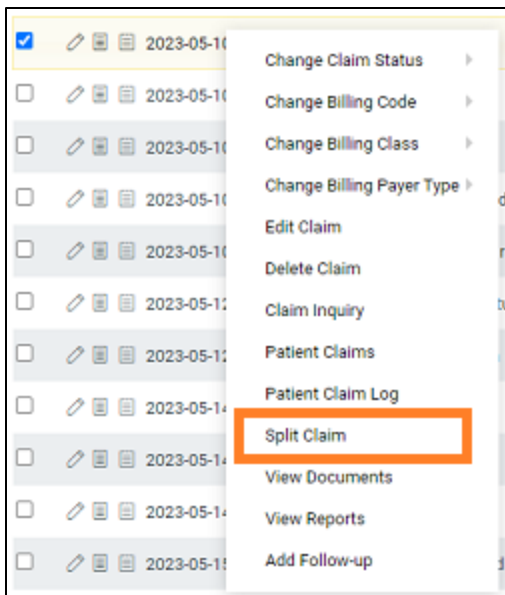 2023-05-10
Change Claim Status
2023-05-10
Change Billing Code
2023-05-10
Change Billing Class
2023-05-10
Change Billing Payer Type
Edit Claim
2023-05-10
Delete Claim
2023-05-12
Claim Inquiry
2023-05-12
Patient Claims
2023-05-14
Patient Claim Log
Split Claim
2023-05-14
View Documents
2023-05-14
View Reports
2023-05-15
Add Follow-up